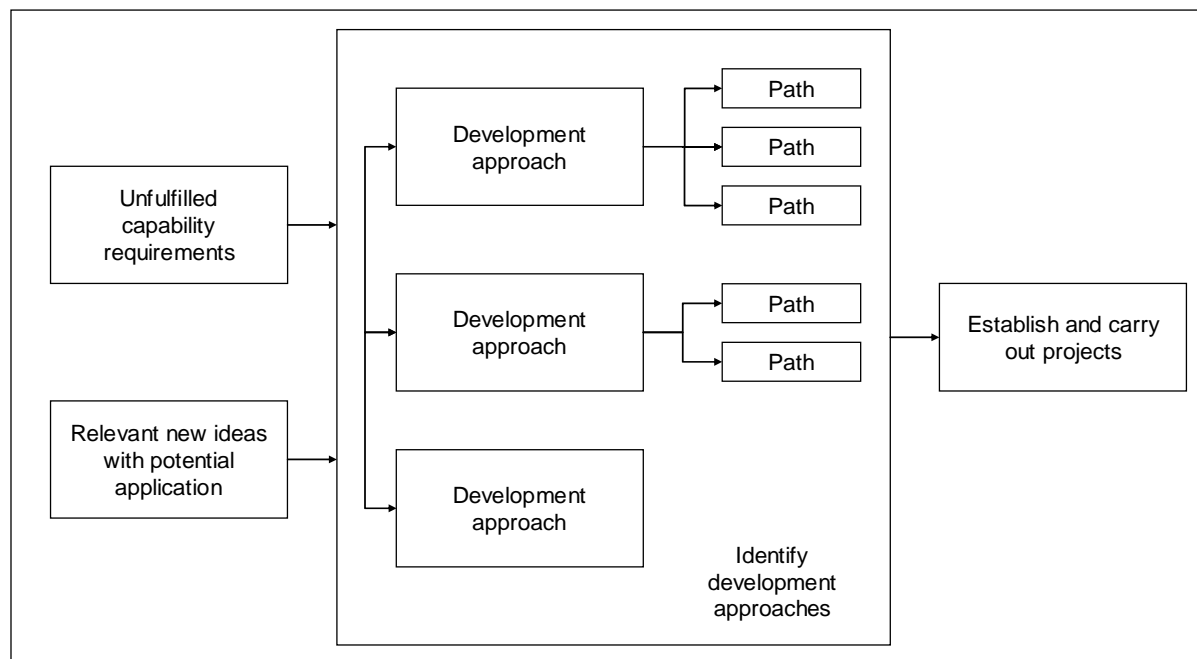 Unfulfilled
capability
requirements
Relevant new ideas
with potential
application
Development
approach
Path
Path
Path
Development
approach
Path
Path
Development
approach
Identify
development
approaches
Establish and carry
out projects